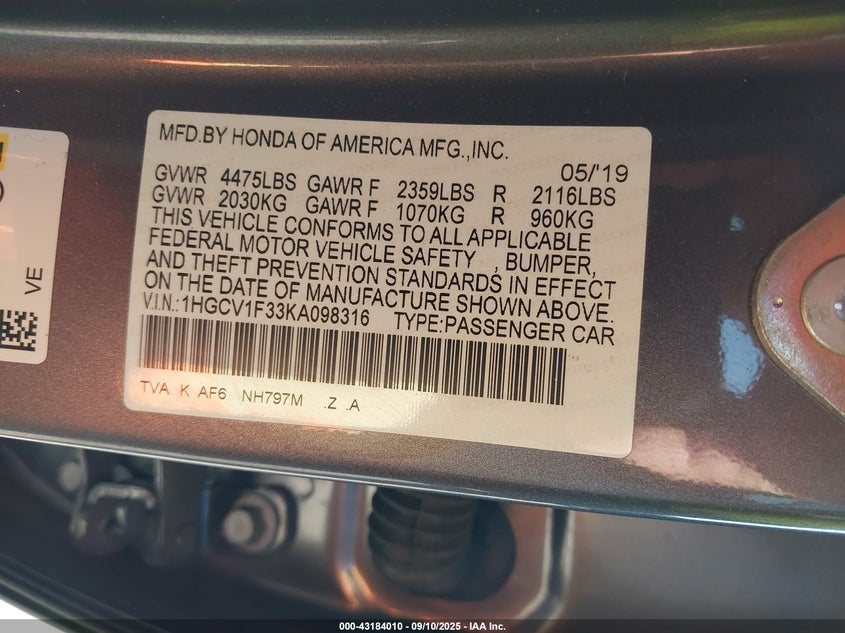 MFD.BY HONDA OF AMERICA MFG.,INC.
05/'19
GVWR 4475LBS GAWR F 2359LBS R 2116LBS
GVWR 2030KG GAWR F 1070KG R 960KG
THIS VEHICLE CONFORMS TO ALL APPLICABLE
FEDERAL MOTOR VEHICLE SAFETY , BUMPER,
AND THEFT PREVENTION STANDARDS IN EFFECT
ON THE DATE OF MANUFACTURE SHOWN ABOVE.
V.I.N.:1HGCV1F33KA098316 TYPE:PASSENGER CAR
TVA K AF6 NH797M .Z .A
VE
000-43184010 - 09/10/2025 - IAA Inc.